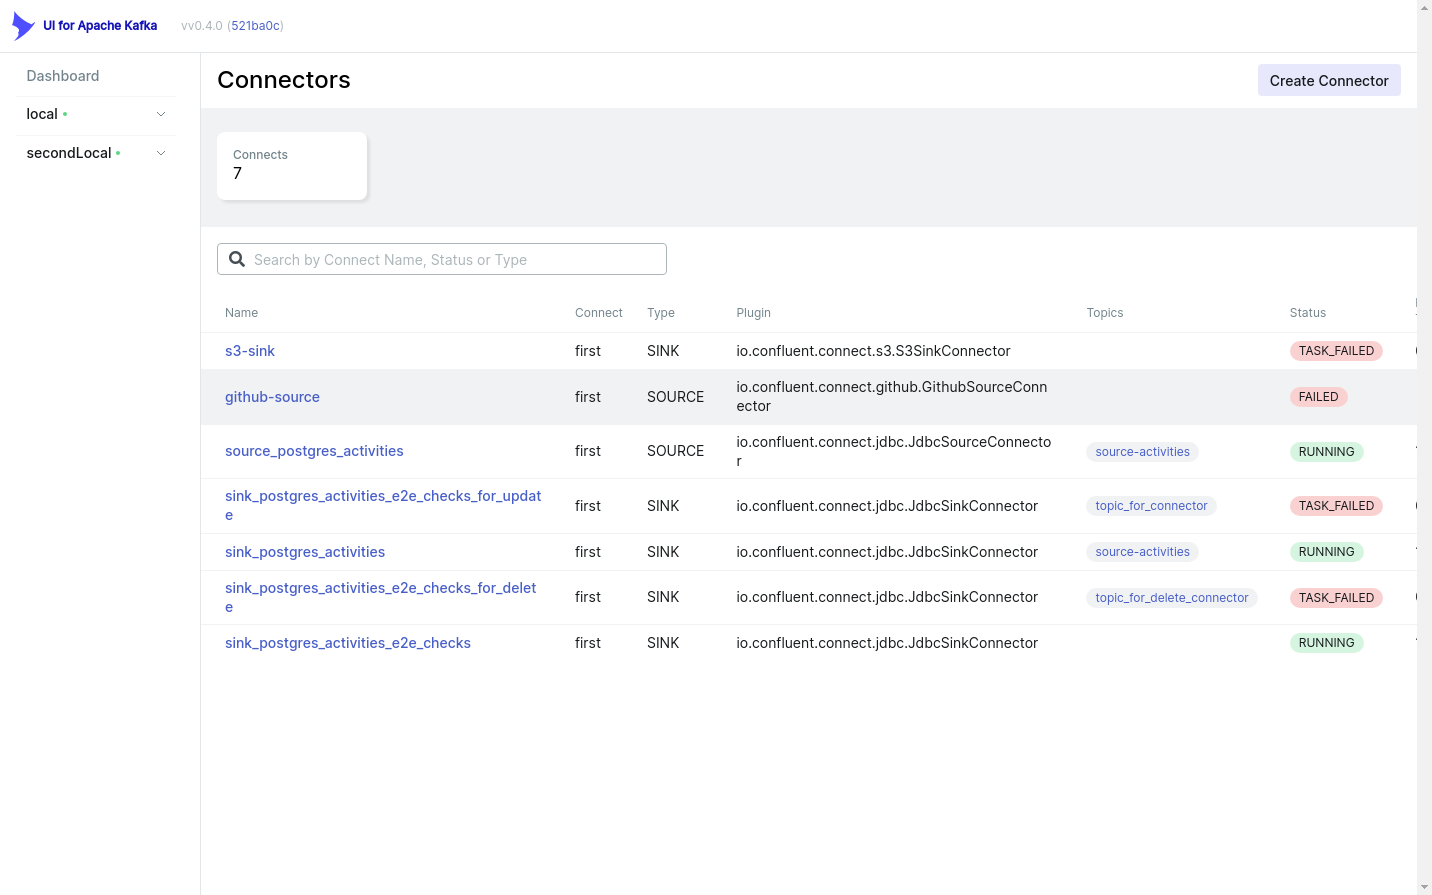 UI for Apache Kafka
vv0.4.0 (521ba0c)
Dashboard
local
secondLocal
Connectors
Create Connector
Connects
7
Search by Connect Name, Status or Type
Name Connect Type Plugin Topics Status
s3-sink first SINK io.confluent.connect.s3.S3SinkConnector TASK_FAILED
github-source first SOURCE io.confluent.connect.github.GithubSourceConn
ector FAILED
source_postgres_activities first SOURCE io.confluent.connect.jdbc.JdbcSourceConnecto
r source-activities RUNNING
sink_postgres_activities_e2e_checks_for_updat
e first SINK io.confluent.connect.jdbc.JdbcSinkConnector topic_for_connector TASK_FAILED
sink_postgres_activities first SINK io.confluent.connect.jdbc.JdbcSinkConnector source-activities RUNNING
sink_postgres_activities_e2e_checks_for_delet
e first SINK io.confluent.connect.jdbc.JdbcSinkConnector topic_for_delete_connector TASK_FAILED
sink_postgres_activities_e2e_checks first SINK io.confluent.connect.jdbc.JdbcSinkConnector RUNNING